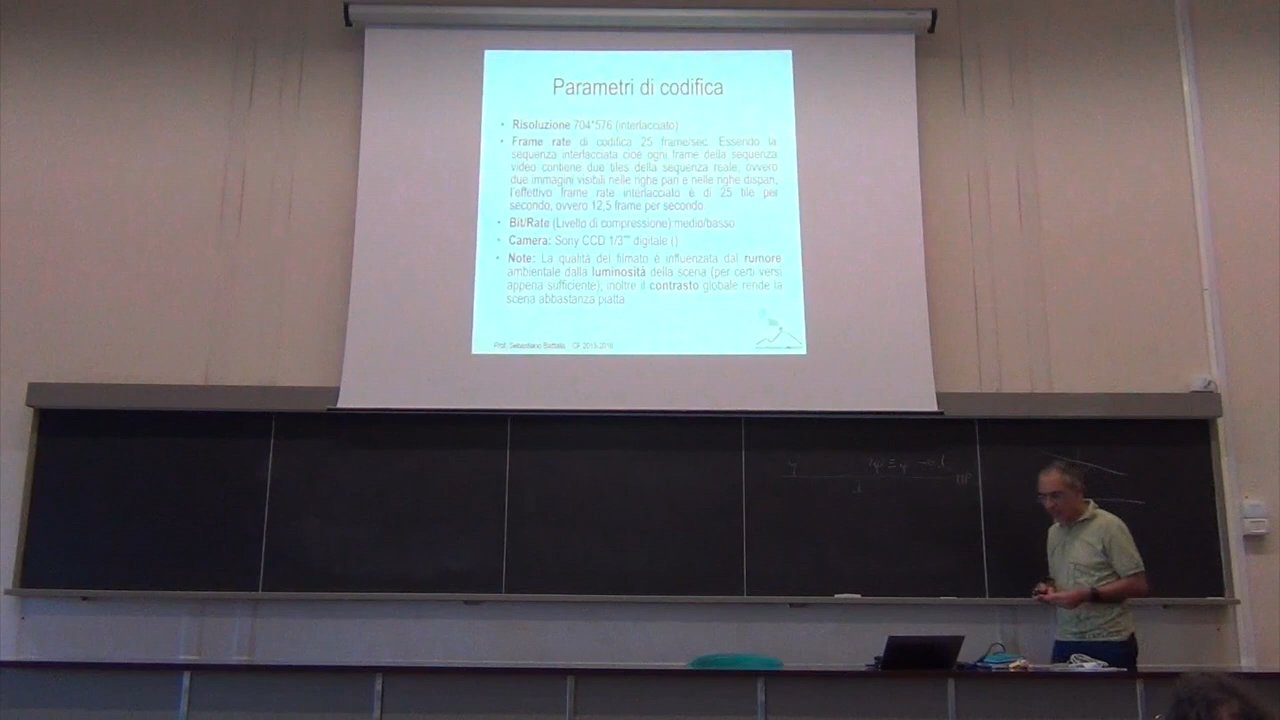 Parametri di codifica
• Risoluzione 704*576 (interlacciato)
• Frame rate di codifica 25 frame/sec. Essendo la
sequenza interlacciata cioè ogni frame della sequenza
video contiene due tiles della sequenza reale, ovvero
due immagini visibili nelle righe pari e nelle righe dispari,
l'effettivo frame rate interlacciato è di 25 tile per
secondo, ovvero 12,5 frame per secondo
• Bit/Rate (Livello di compressione) medio/basso
• Camera: Sony CCD 1/3"" digitale ()
• Note: La qualità del filmato è influenzata dal rumore
ambientale dalla luminosità della scena (per certi versi
appena sufficiente), inoltre il contrasto globale rende la
scena abbastanza piatta
Prof. Sebastiano Battiato